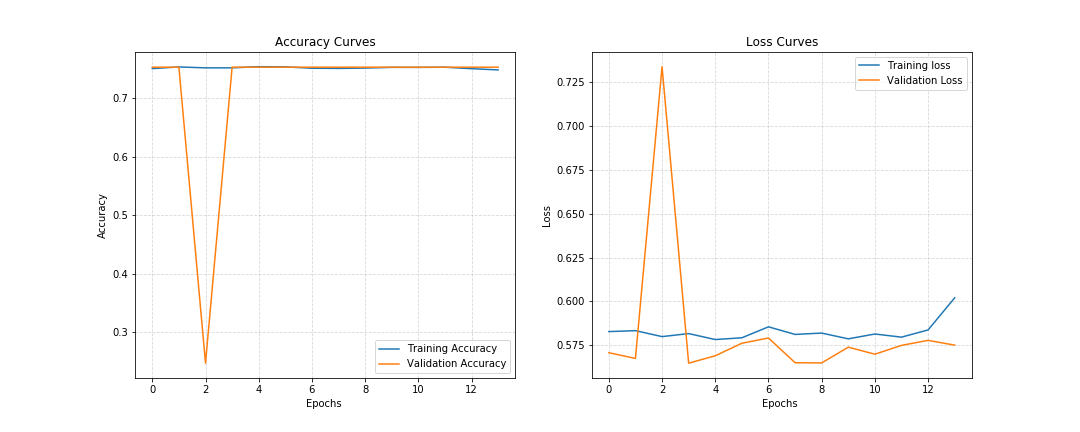 Accuracy Curves
0.7
0.6
0.5
0.4
0.3
Accuracy
0 2 4 6 8 10 12
Epochs
Training Accuracy
Validation Accuracy
Loss Curves
0.725
0.700
0.675
0.650
0.625
0.600
0.575
Loss
0 2 4 6 8 10 12
Epochs
Training loss
Validation Loss